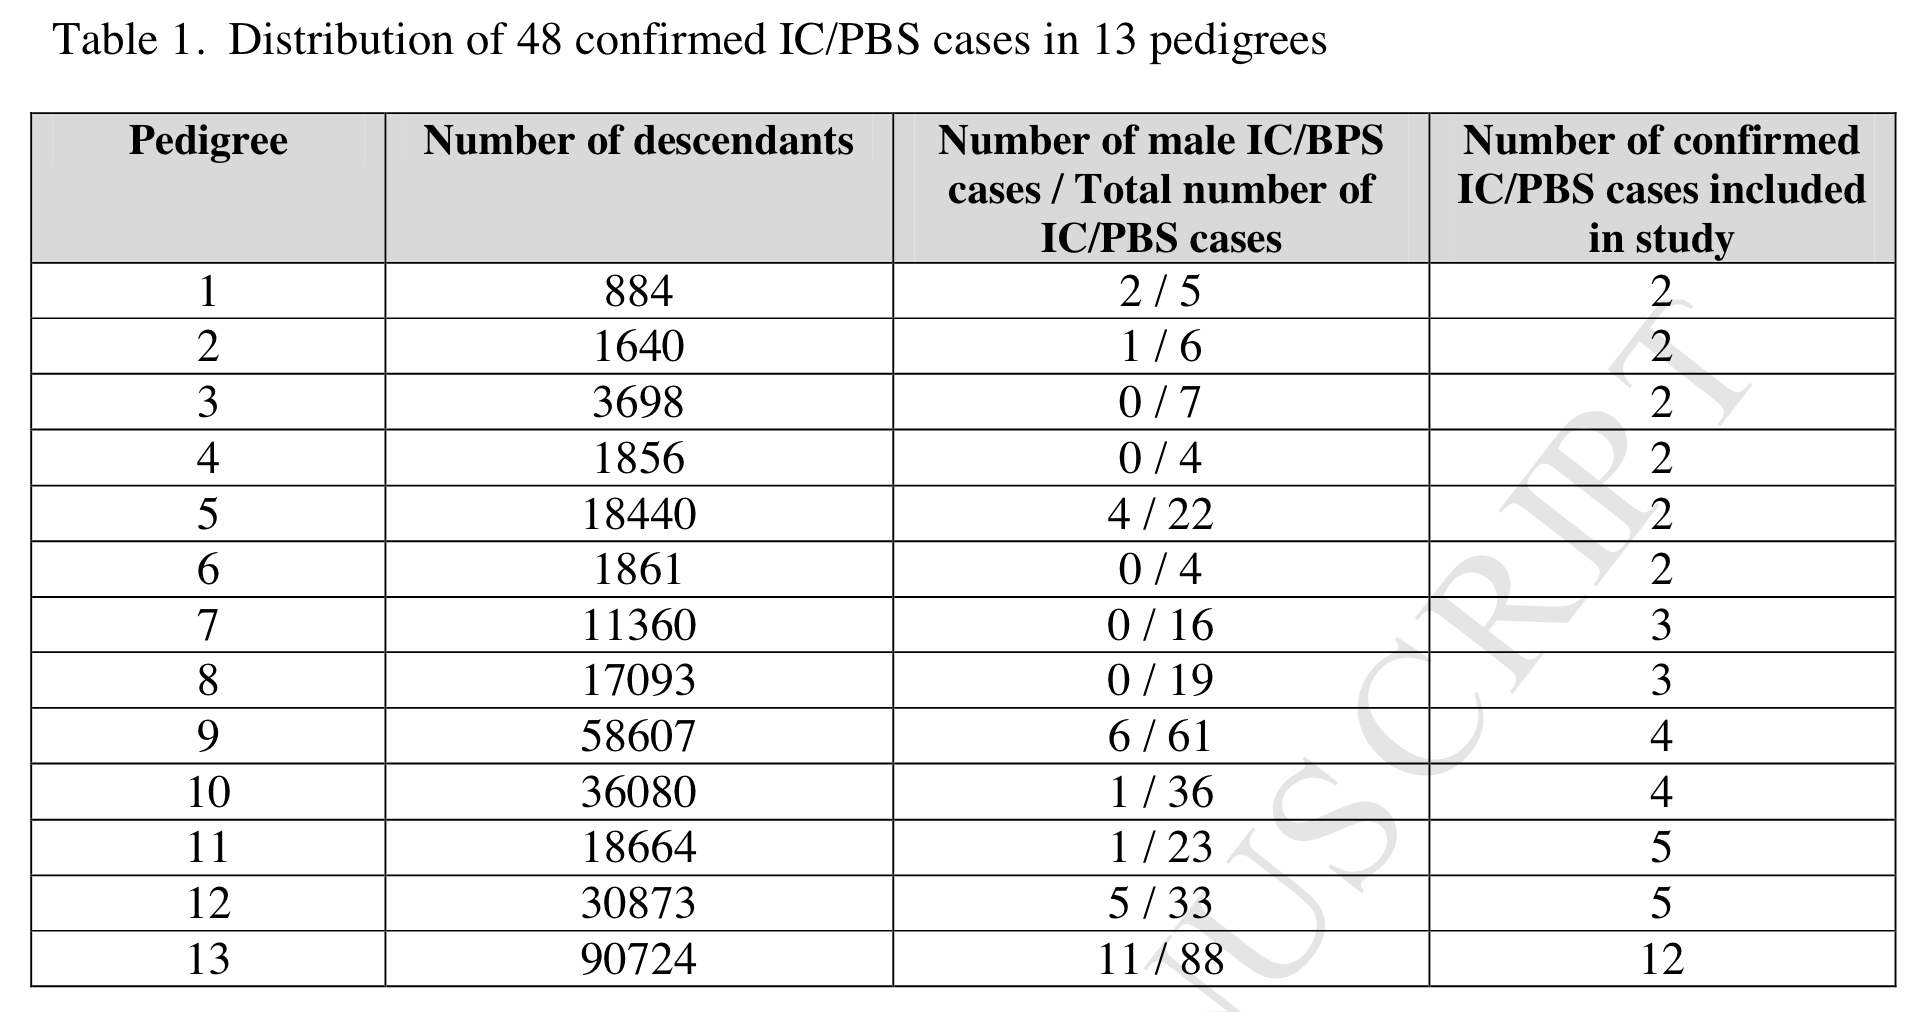 Table 1. Distribution of 48 confirmed IC/PBS cases in 13 pedigrees
Pedigree Number of descendants Number of male IC/BPS cases / Total number of IC/PBS cases Number of confirmed IC/PBS cases included in study
1 884 2 / 5 2
2 1640 1 / 6 2
3 3698 0 / 7 2
4 1856 0 / 4 2
5 18440 4 / 22 2
6 1861 0 / 4 2
7 11360 0 / 16 3
8 17093 0 / 19 3
9 58607 6 / 61 4
10 36080 1 / 36 4
11 18664 1 / 23 5
12 30873 5 / 33 5
13 90724 11 / 88 12
USCRIPT